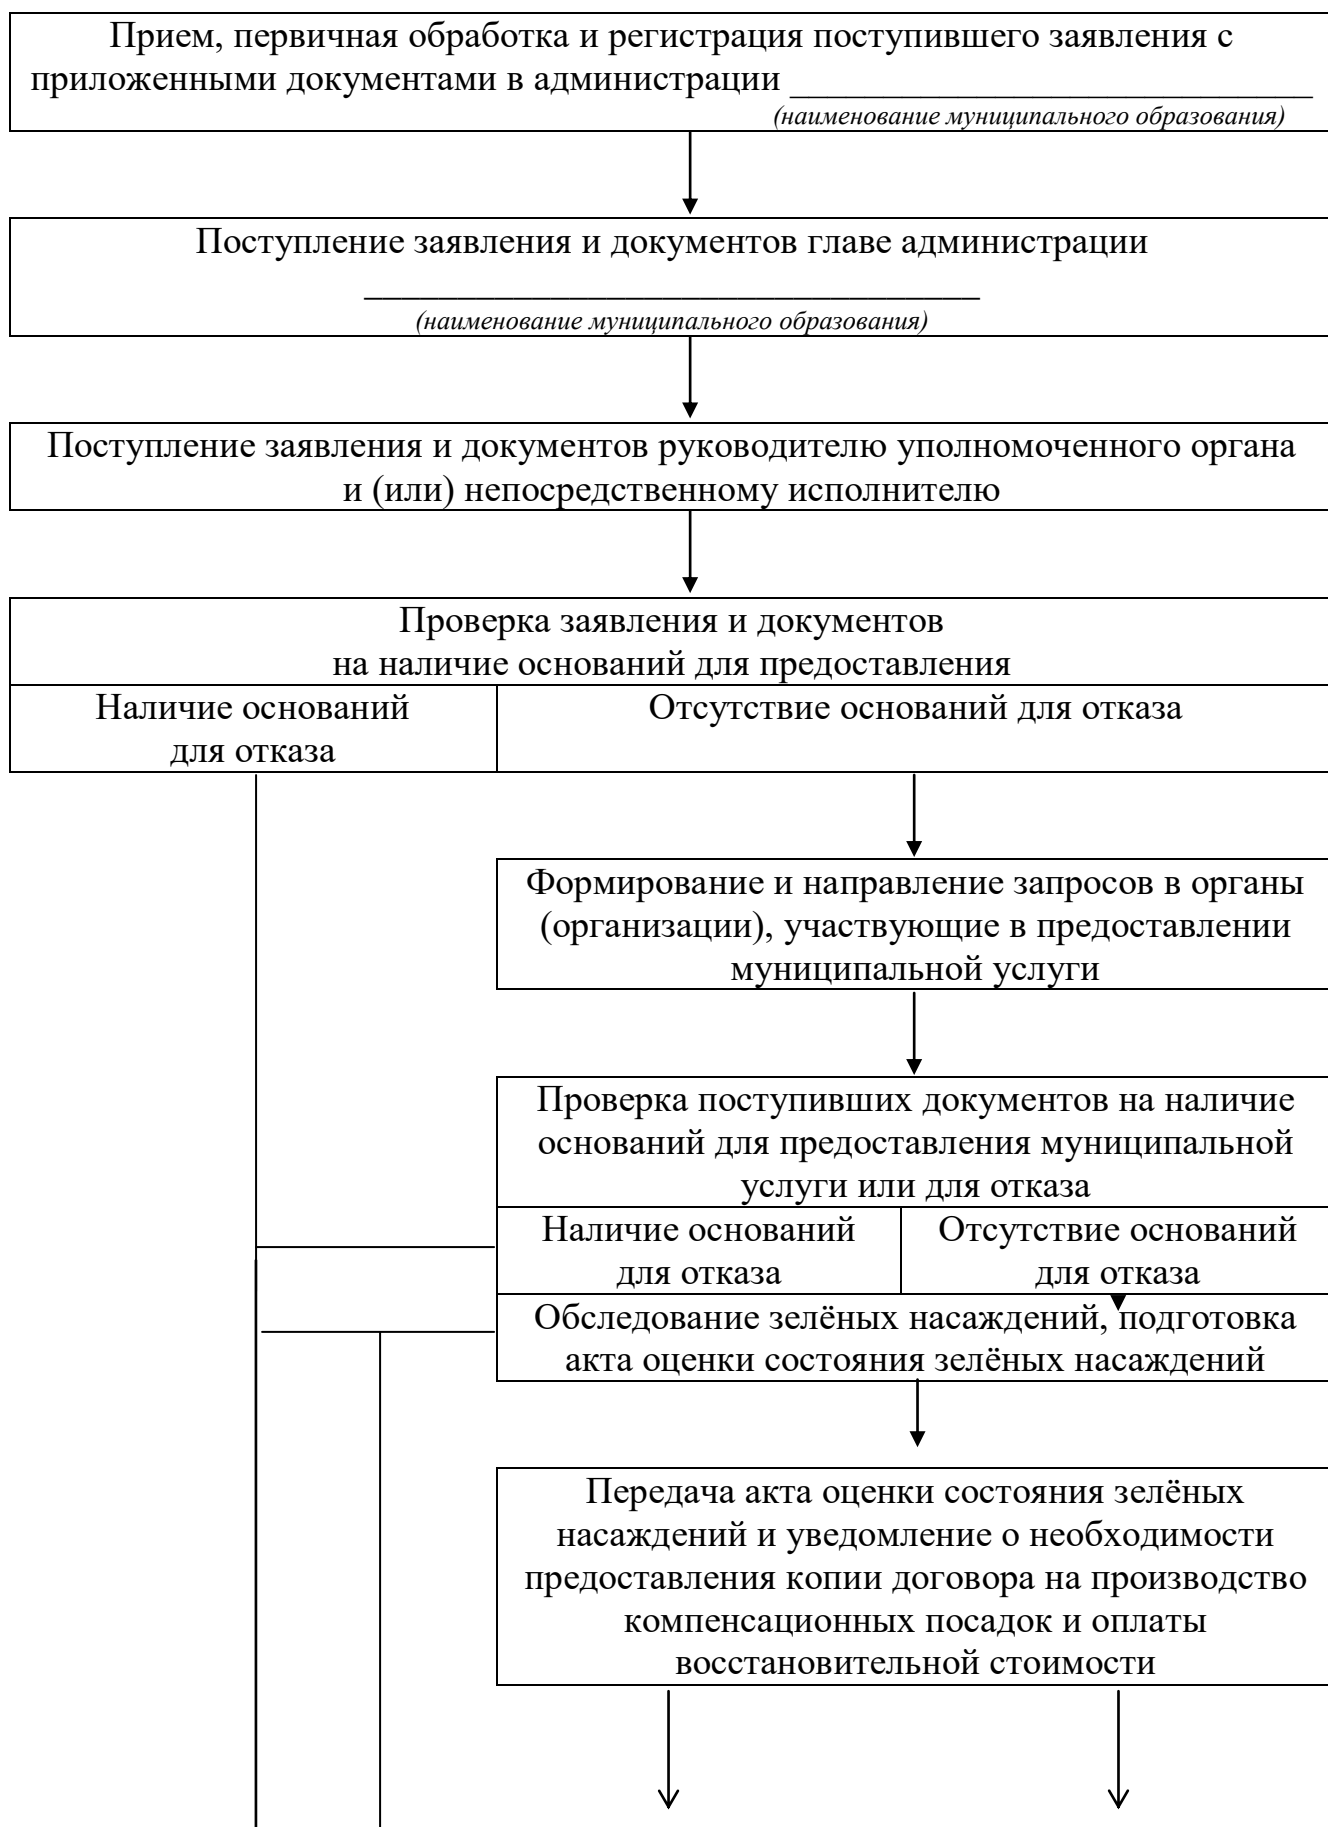 Прием, первичная обработка и регистрация поступившего заявления с
приложенными документами в администрации ____________________________
(наименование муниципального образования)
Поступление заявления и документов главе администрации
_________________________________
(наименование муниципального образования)
Поступление заявления и документов руководителю уполномоченного органа
и (или) непосредственному исполнителю
Проверка заявления и документов
на наличие оснований для предоставления
Наличие оснований
для отказа
Отсутствие оснований для отказа
Формирование и направление запросов в органы
(организации), участвующие в предоставлении
муниципальной услуги
Проверка поступивших документов на наличие
оснований для предоставления муниципальной
услуги или для отказа
Наличие оснований
для отказа
Отсутствие оснований
для отказа
Обследование зелёных насаждений, подготовка
акта оценки состояния зелёных насаждений
Передача акта оценки состояния зелёных
насаждений и уведомление о необходимости
предоставления копии договора на производство
компенсационных посадок и оплаты
восстановительной стоимости